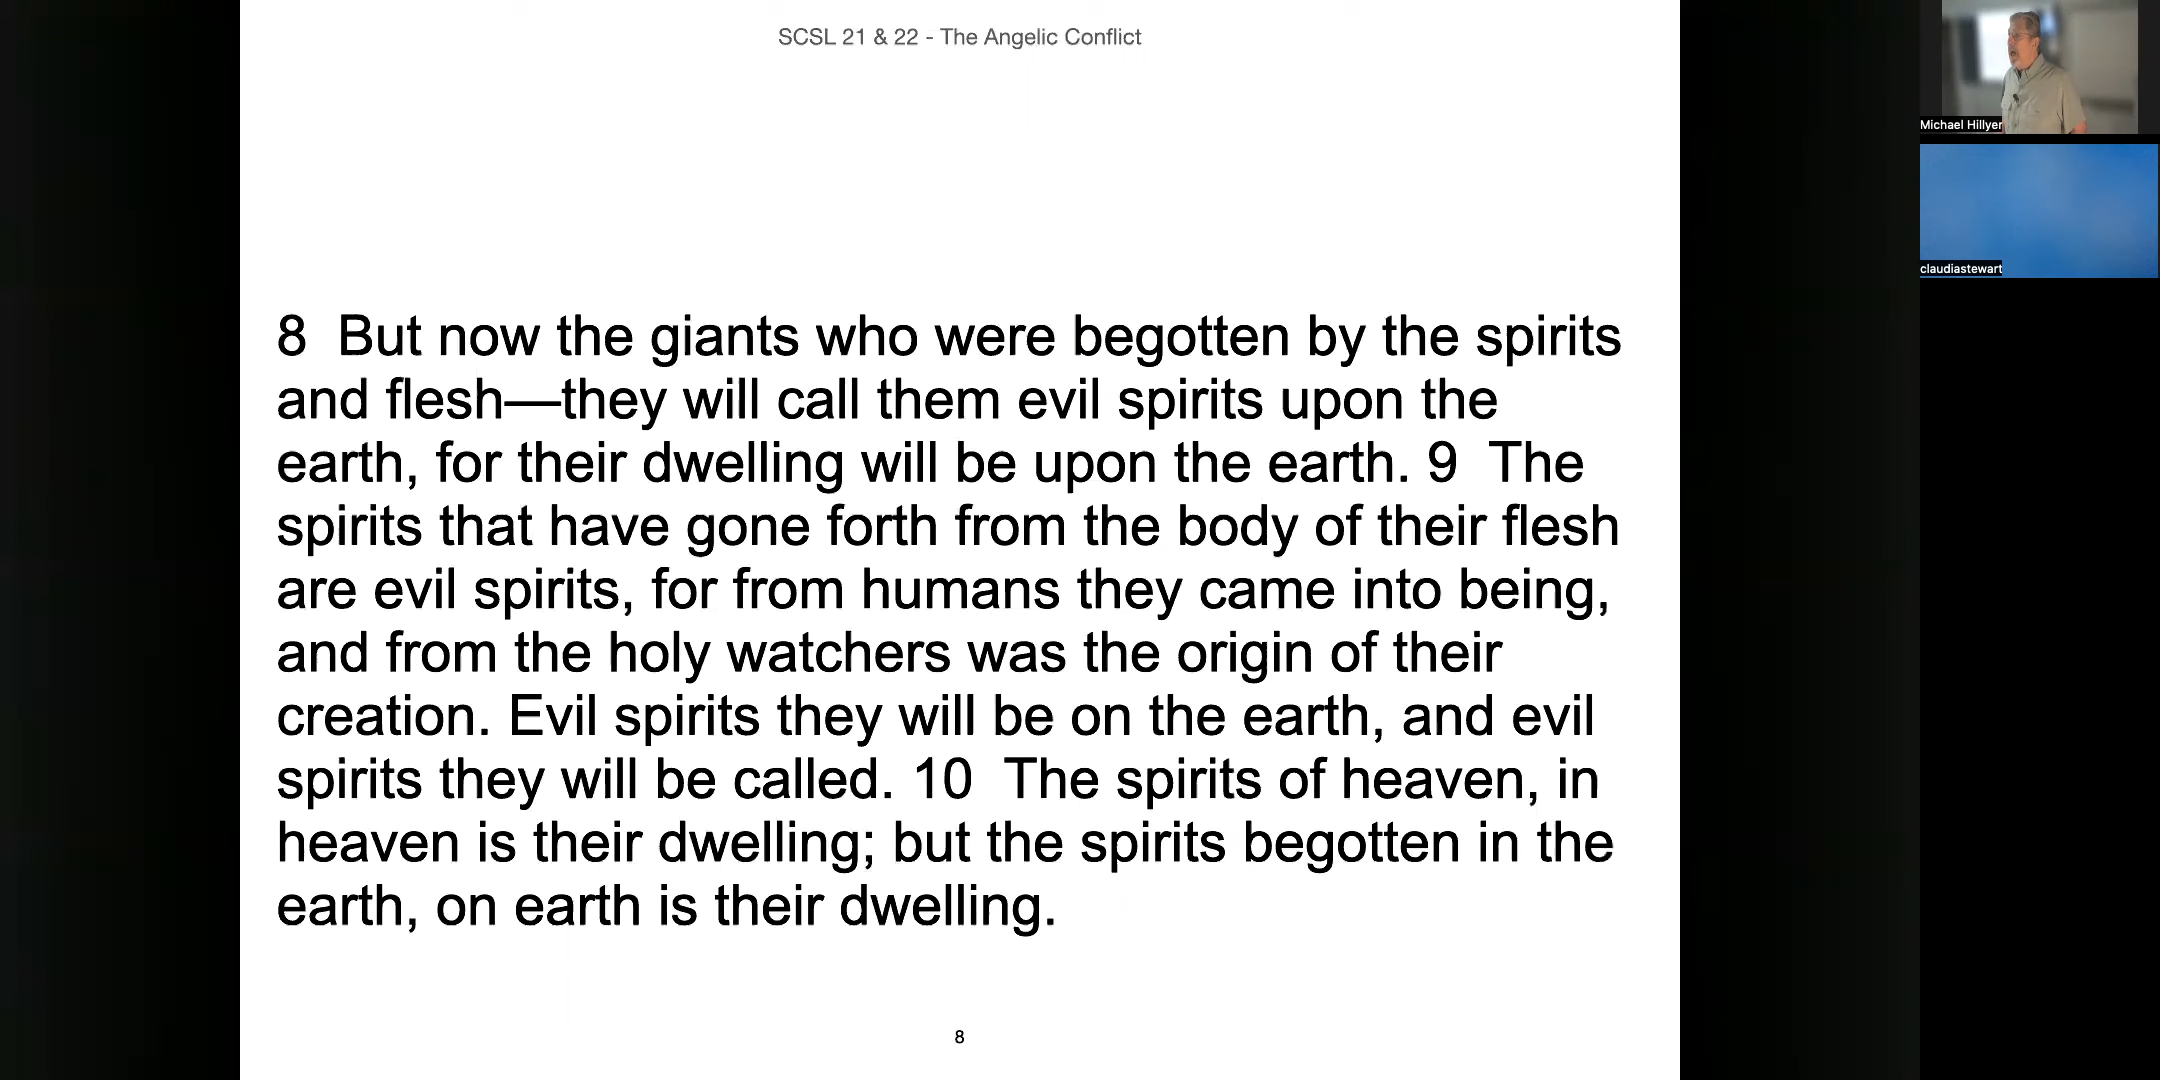 SCSL 21 & 22 - The Angelic Conflict
Michael Hillyer
claudiastewart
8 But now the giants who were begotten by the spirits
and flesh—they will call them evil spirits upon the
earth, for their dwelling will be upon the earth. 9 The
spirits that have gone forth from the body of their flesh
are evil spirits, for from humans they came into being,
and from the holy watchers was the origin of their
creation. Evil spirits they will be on the earth, and evil
spirits they will be called. 10 The spirits of heaven, in
heaven is their dwelling; but the spirits begotten in the
earth, on earth is their dwelling.
8